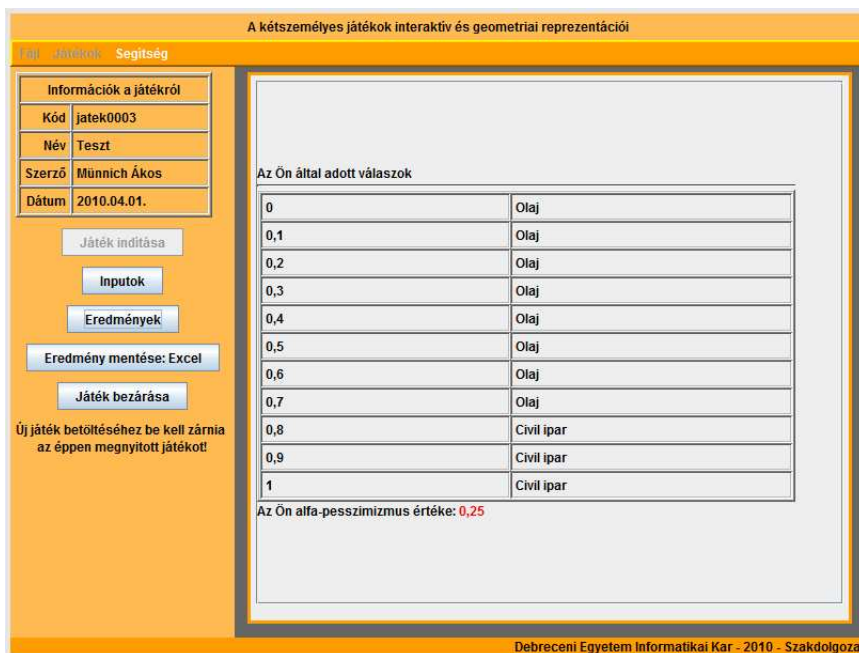 A kétszemélyes játékok interaktív és geometriai reprezentációi
Fájl Játékok Segítség
Információk a játékról
Kód jatek0003
Név Teszt
Szerző Münnich Ákos
Dátum 2010.04.01.
Játék indítása
Inputok
Eredmények
Eredmény mentése: Excel
Játék bezárása
Új játék betöltéséhez be kell zárnia
az éppen megnyitott játékot!
Az Ön által adott válaszok
0 Olaj
0,1 Olaj
0,2 Olaj
0,3 Olaj
0,4 Olaj
0,5 Olaj
0,6 Olaj
0,7 Olaj
0,8 Civil ipar
0,9 Civil ipar
1 Civil ipar
Az Ön alfa-pesszimizmus értéke: 0,25
Debreceni Egyetem Informatikai Kar - 2010 - Szakdolgoza